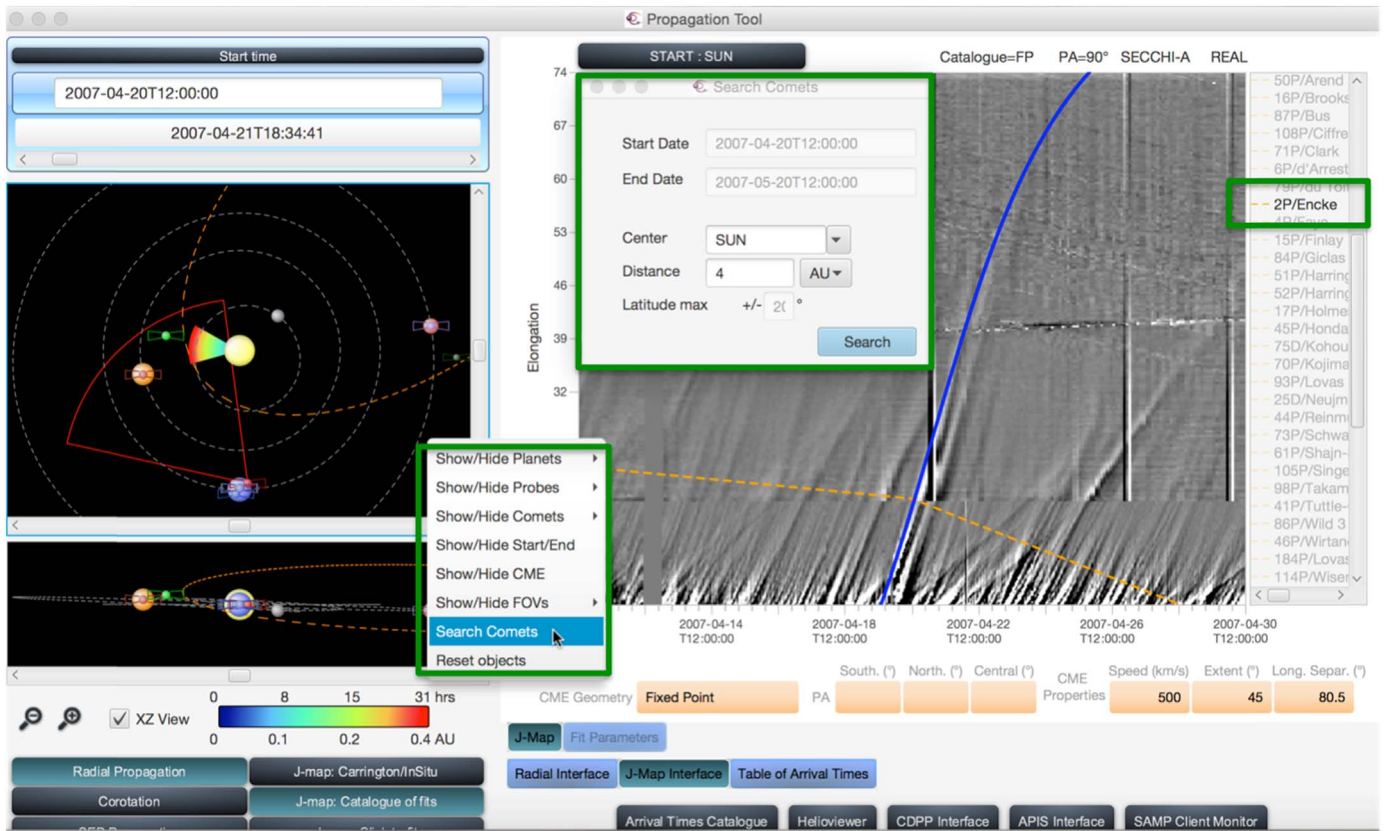 Propagation Tool
Start time
2007-04-20T12:00:00
2007-04-21T18:34:41
START : SUN
Catalogue=FP PA=90° SECCHI-A REAL
Search Comets
Start Date 2007-04-20T12:00:00
End Date 2007-05-20T12:00:00
Center SUN
Distance 4 AU
Latitude max +/- 2( °
Search
Elongation
74
67
60
53
46
39
32
50P/Arend
16P/Brooks
87P/Bus
108P/Ciffre
71P/Clark
6P/d'Arrest
79P/du Toi
2P/Encke
4P/Faye
15P/Finlay
84P/Giclas
51P/Harring
52P/Harring
17P/Holme
45P/Honda
75D/Kohou
70P/Kojima
93P/Lovas
25D/Neujm
44P/Reinm
73P/Schwa
61P/Shajn-
105P/Singe
98P/Takam
41P/Tuttle-
86P/Wild 3
46P/Wirtan
184P/Lovas
114P/Wiser
Show/Hide Planets
Show/Hide Probes
Show/Hide Comets
Show/Hide Start/End
Show/Hide CME
Show/Hide FOVs
Search Comets
Reset objects
2007-04-14 2007-04-18 2007-04-22 2007-04-26 2007-04-30
T12:00:00 T12:00:00 T12:00:00 T12:00:00 T12:00:00
South. (°) North. (°) Central (°) CME Properties Speed (km/s) Extent (°) Long. Separ. (°)
CME Geometry Fixed Point PA 500 45 80.5
XZ View
0 8 15 31 hrs
0 0.1 0.2 0.4 AU
J-Map Fit Parameters
Radial Interface J-Map Interface Table of Arrival Times
Radial Propagation J-map: Carrington/InSitu
Corotation J-map: Catalogue of fits
Arrival Times Catalogue Helioviewer CDPP Interface APIS Interface SAMP Client Monitor